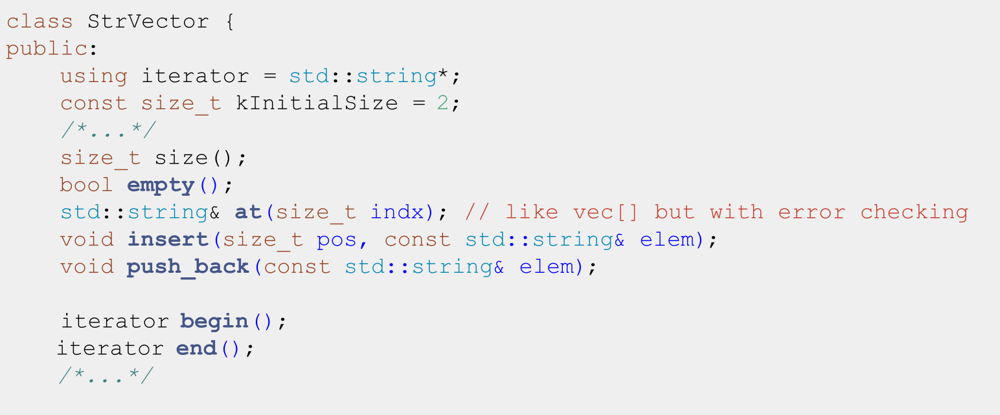 class StrVector {
public:
    using iterator = std::string*;
    const size_t kInitialSize = 2;
    /*...*/
    size_t size();
    bool empty();
    std::string& at(size_t indx); // like vec[] but with error checking
    void insert(size_t pos, const std::string& elem);
    void push_back(const std::string& elem);

    iterator begin();
    iterator end();
    /*...*/